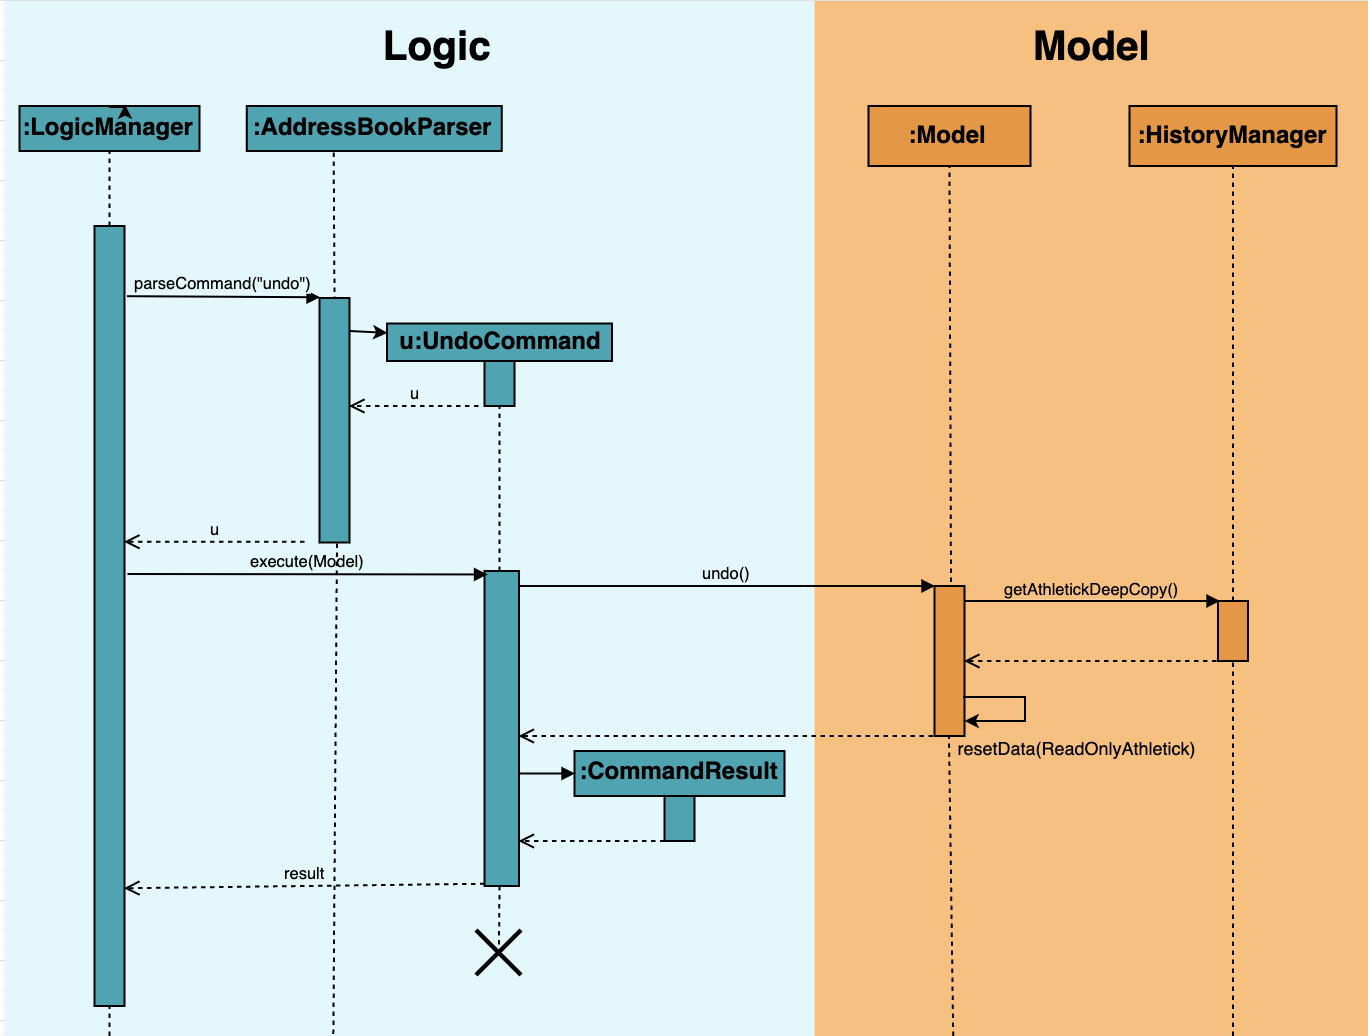 Logic
Model
:LogicManager
:AddressBookParser
:Model
:HistoryManager
parseCommand("undo")
u:UndoCommand
u
u
execute(Model)
undo()
getAthletickDeepCopy()
resetData(ReadOnlyAthletick)
:CommandResult
result